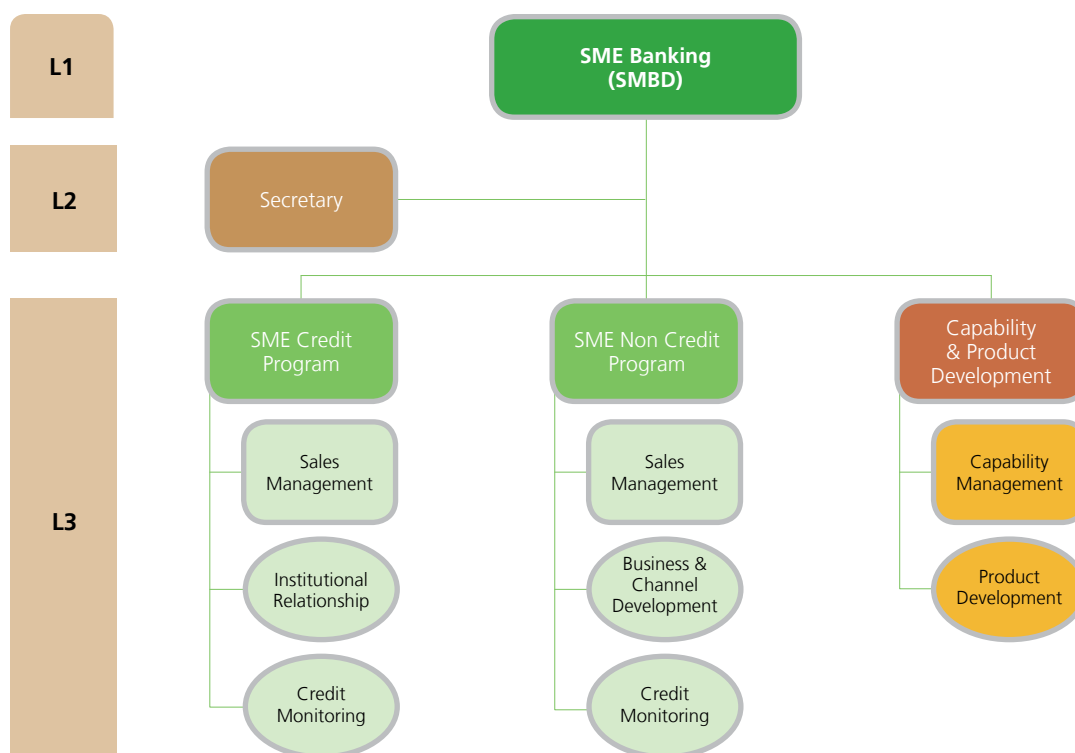 L1
SME Banking
(SMBD)
L2
Secretary
L3
SME Credit
Program
SME Non Credit
Program
Capability
& Product
Development
Sales
Management
Sales
Management
Capability
Management
Institutional
Relationship
Business &
Channel
Development
Product
Development
Credit
Monitoring
Credit
Monitoring